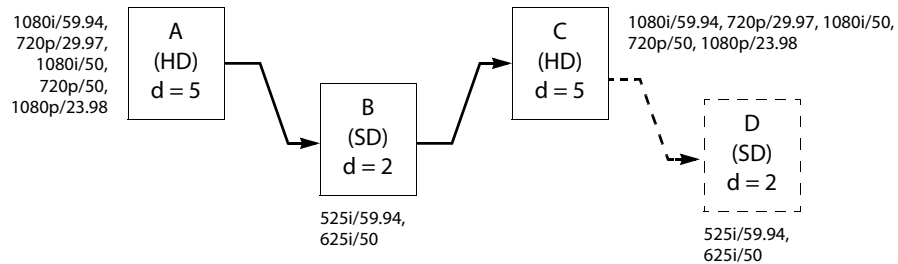 1080i/59.94,
720p/29.97,
1080i/50,
720p/50,
1080p/23.98
A
(HD)
d = 5
B
(SD)
d = 2
525i/59.94,
625i/50
C
(HD)
d = 5
1080i/59.94, 720p/29.97, 1080i/50,
720p/50, 1080p/23.98
D
(SD)
d = 2
525i/59.94,
625i/50